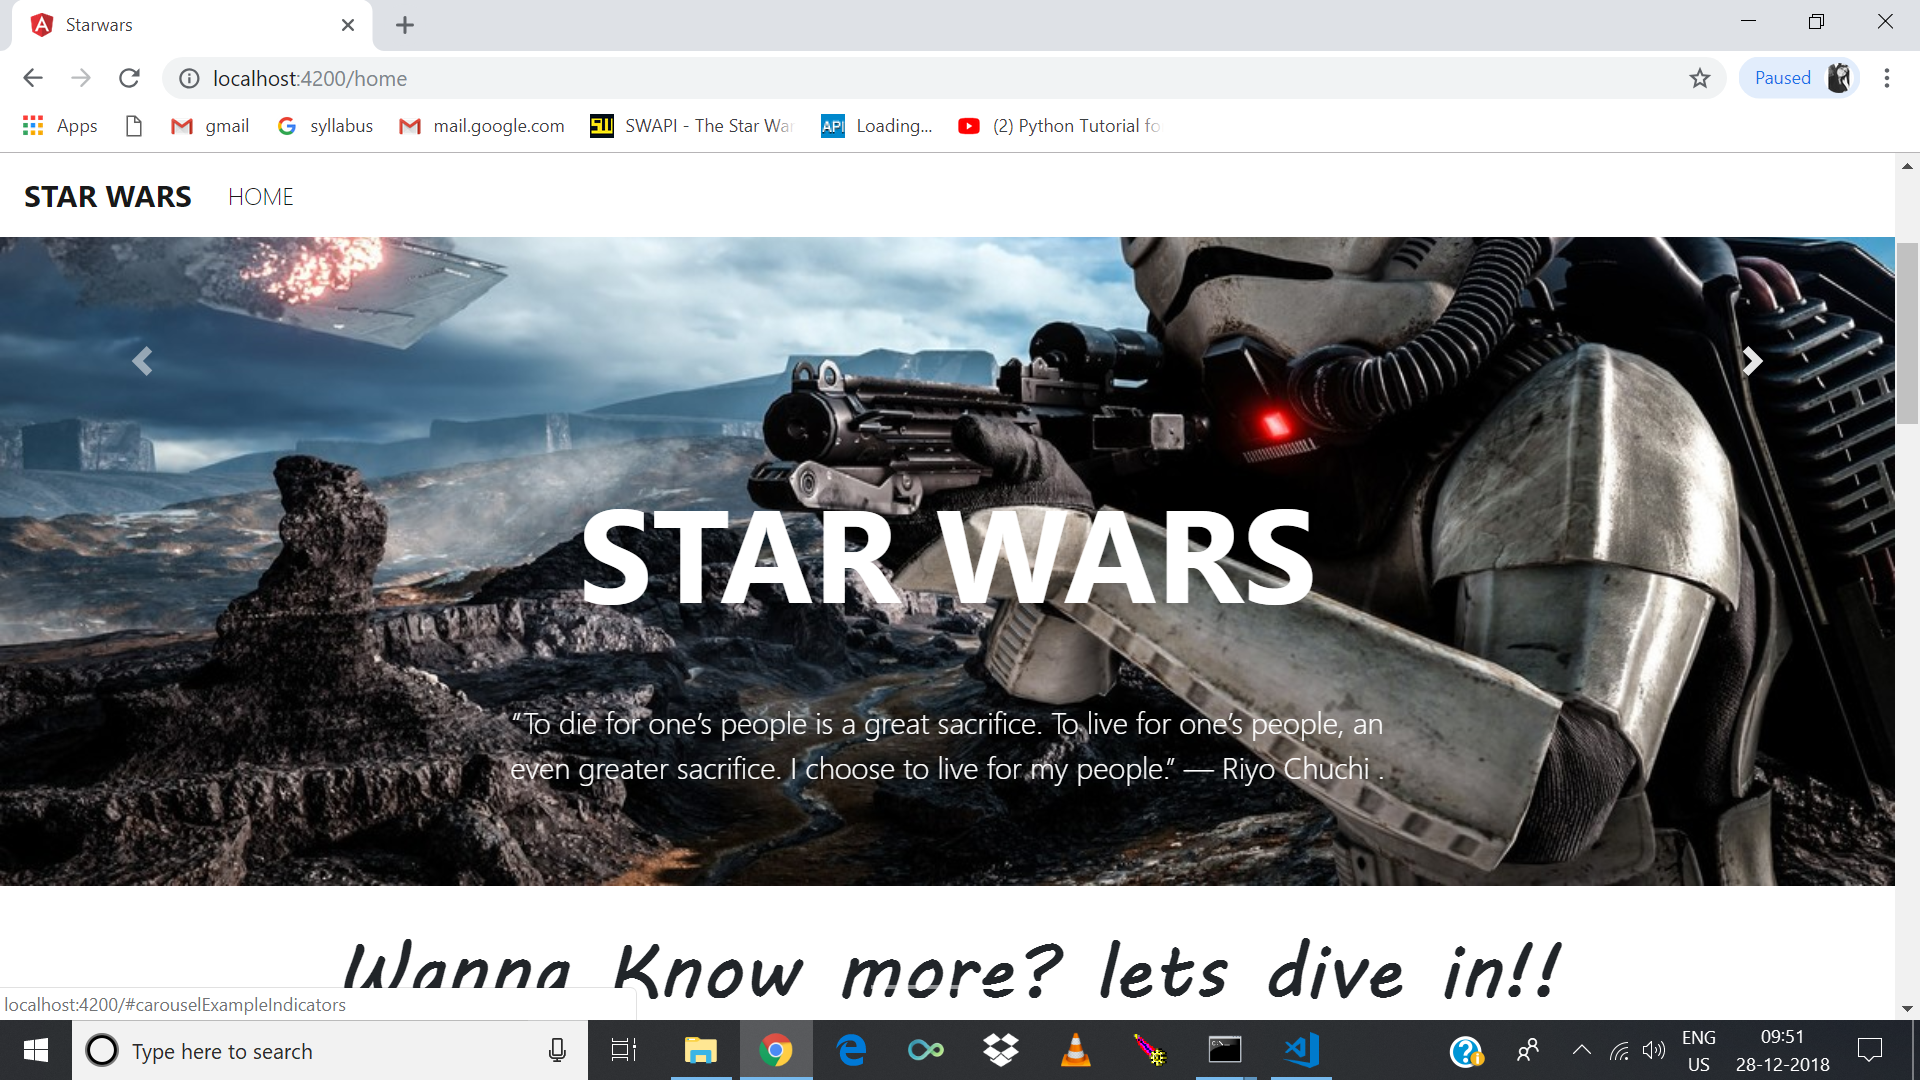 Starwars
localhost:4200/home
Paused
Apps
gmail
syllabus
mail.google.com
SWAPI - The Star War
API
Loading...
(2) Python Tutorial fo
STAR WARS
HOME
STAR WARS
“To die for one’s people is a great sacrifice. To live for one’s people, an
even greater sacrifice. I choose to live for my people.” — Riyo Chuchi .
Wanna Know more? lets dive in!!
localhost:4200/#carouselExampleIndicators
Type here to search
ENG
US
09:51
28-12-2018